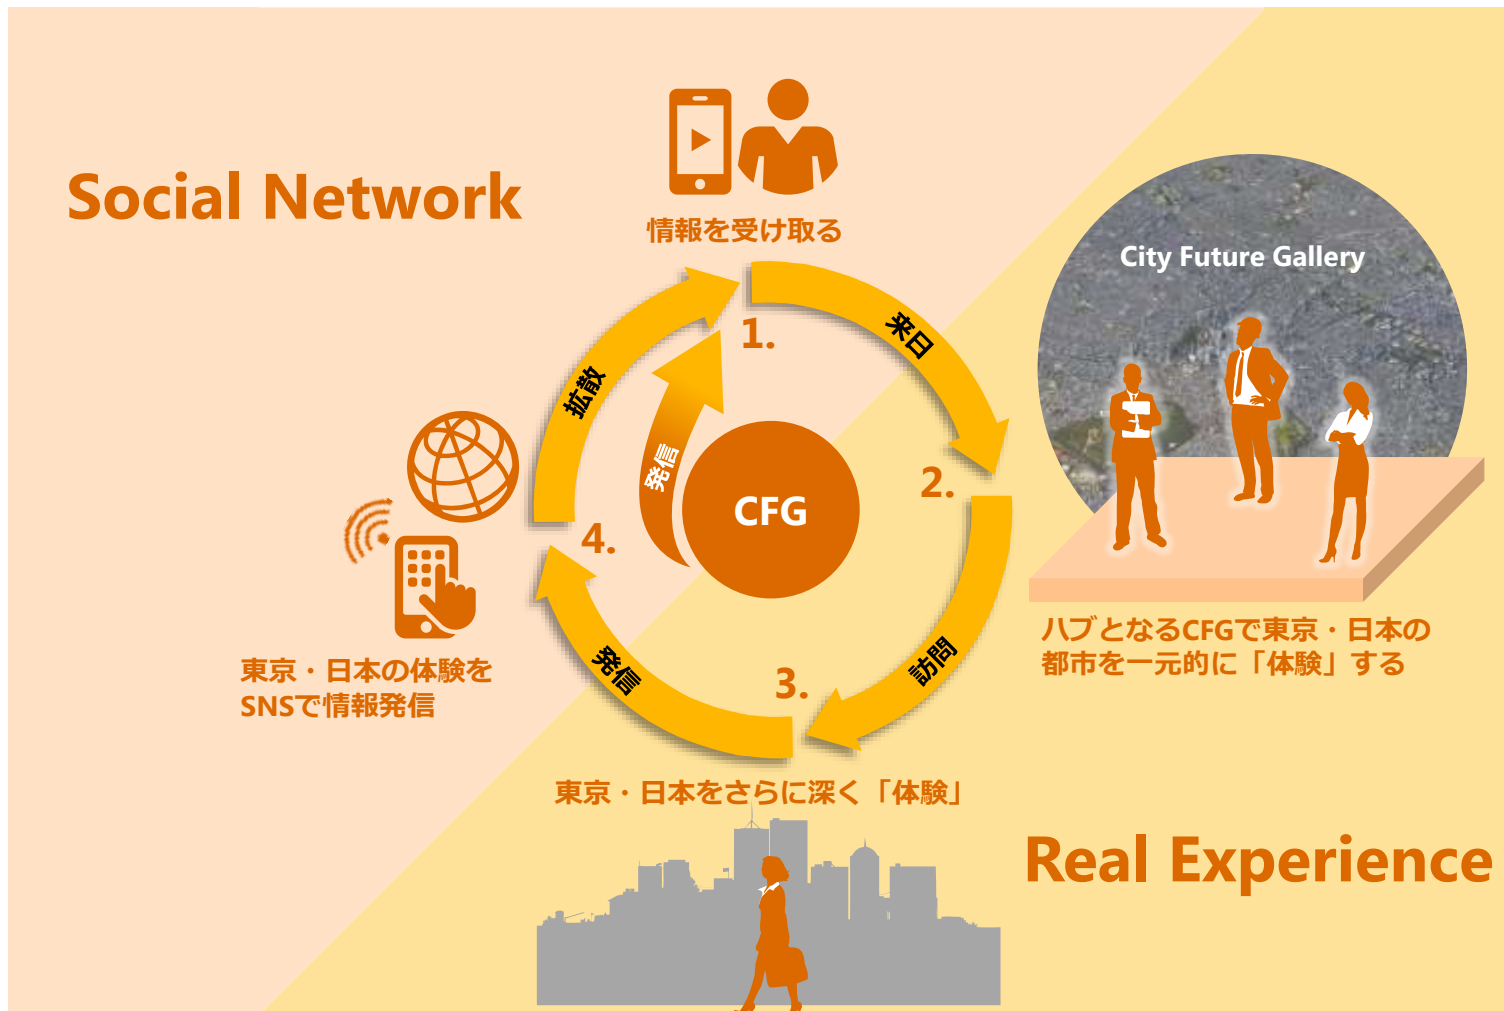 Social Network
情報を受け取る
City Future Gallery
1.
来日
拡散
発信
2.
CFG
4.
訪問
ハブとなるCFGで東京・日本の
都市を一元的に「体験」する
発信
3.
東京・日本の体験を
SNSで情報発信
東京・日本をさらに深く「体験」
Real Experience